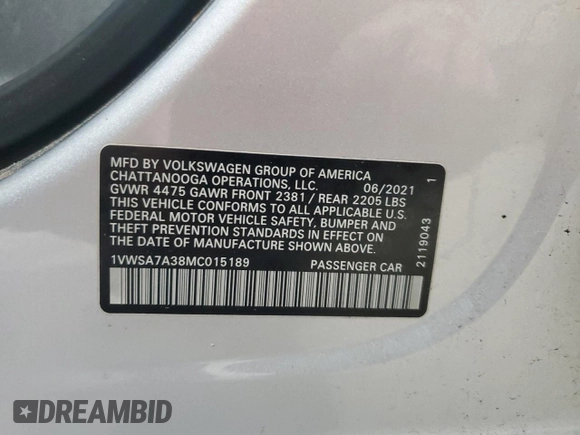 MFD BY VOLKSWAGEN GROUP OF AMERICA
CHATTANOOGA OPERATIONS, LLC. 06/2021
GVWR 4475 GAWR FRONT 2381 / REAR 2205 LBS
THIS VEHICLE CONFORMS TO ALL APPLICABLE U.S.
FEDERAL MOTOR VEHICLE SAFETY, BUMPER AND
THEFT PREVENTION STANDARDS IN EFFECT ON
THE DATE OF MANUFACTURE SHOWN ABOVE.
1VWSA7A38MC015189 PASSENGER CAR
2119043 1
DREAMBID